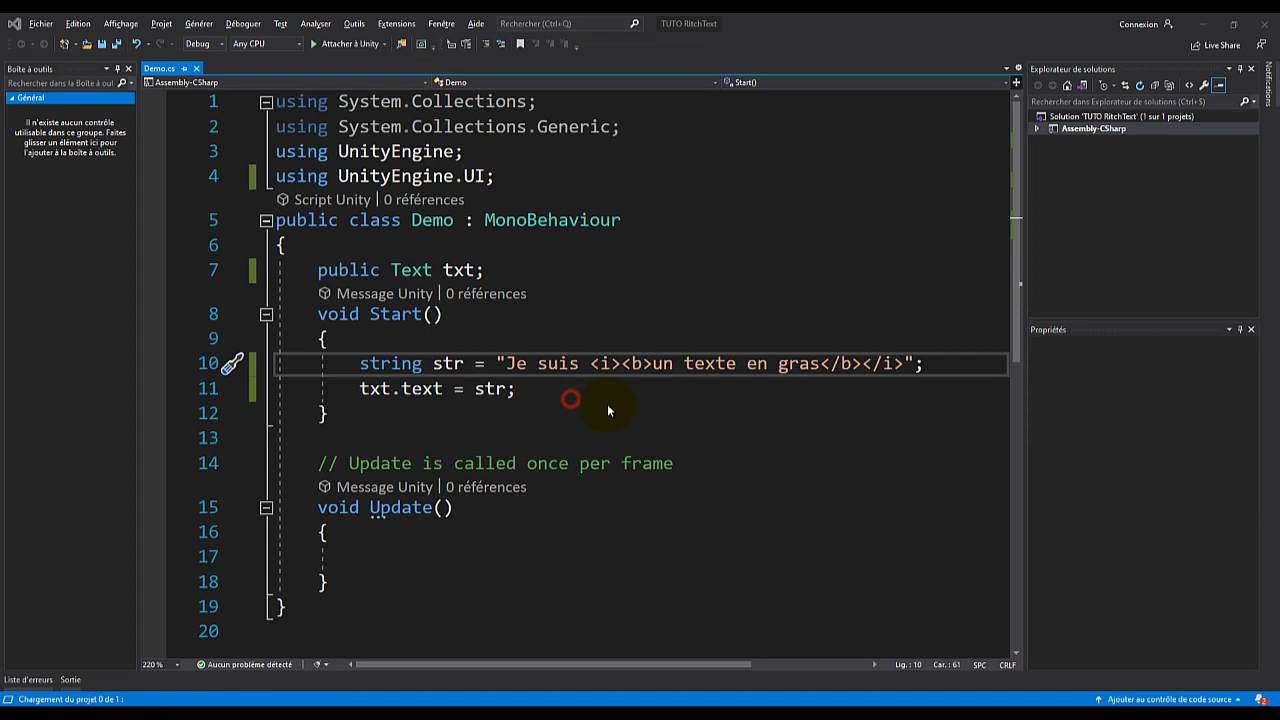 Fichier Edition Affichage Projet Générer Déboguer Test Analyser Outils Extensions Fenêtre Aide Rechercher (Ctrl+Q) TUTO RitchText Connexion
Debug Any CPU Attacher à Unity Live Share
Boîte à outils
Rechercher dans la Boîte à out
Général
Il n'existe aucun contrôle
utilisable dans ce groupe. Faites
glisser un élément ici pour
l'ajouter à la boîte à outils.
Demo.cs
Assembly-CSharp Demo Start()
1 using System.Collections;
2 using System.Collections.Generic;
3 using UnityEngine;
4 using UnityEngine.UI;
Script Unity | 0 références
5 public class Demo : MonoBehaviour
6 {
7 public Text txt;
Message Unity | 0 références
8 void Start()
9 {
10 string str = "Je suis <i><b>un texte en gras</b></i>";
11 txt.text = str;
12 }
13
14 // Update is called once per frame
Message Unity | 0 références
15 void Update()
16 {
17
18 }
19 }
20
220 % Aucun problème détecté Lig. : 10 Car. : 61 SPC CRLF
Explorateur de solutions
Rechercher dans Explorateur de solutions (Ctrl+$)
Solution 'TUTO RitchText' (1 sur 1 projets)
Assembly-CSharp
Propriétés
Notifications
Liste d'erreurs Sortie
Chargement du projet 0 de 1 : Ajouter au contrôle de code source 2